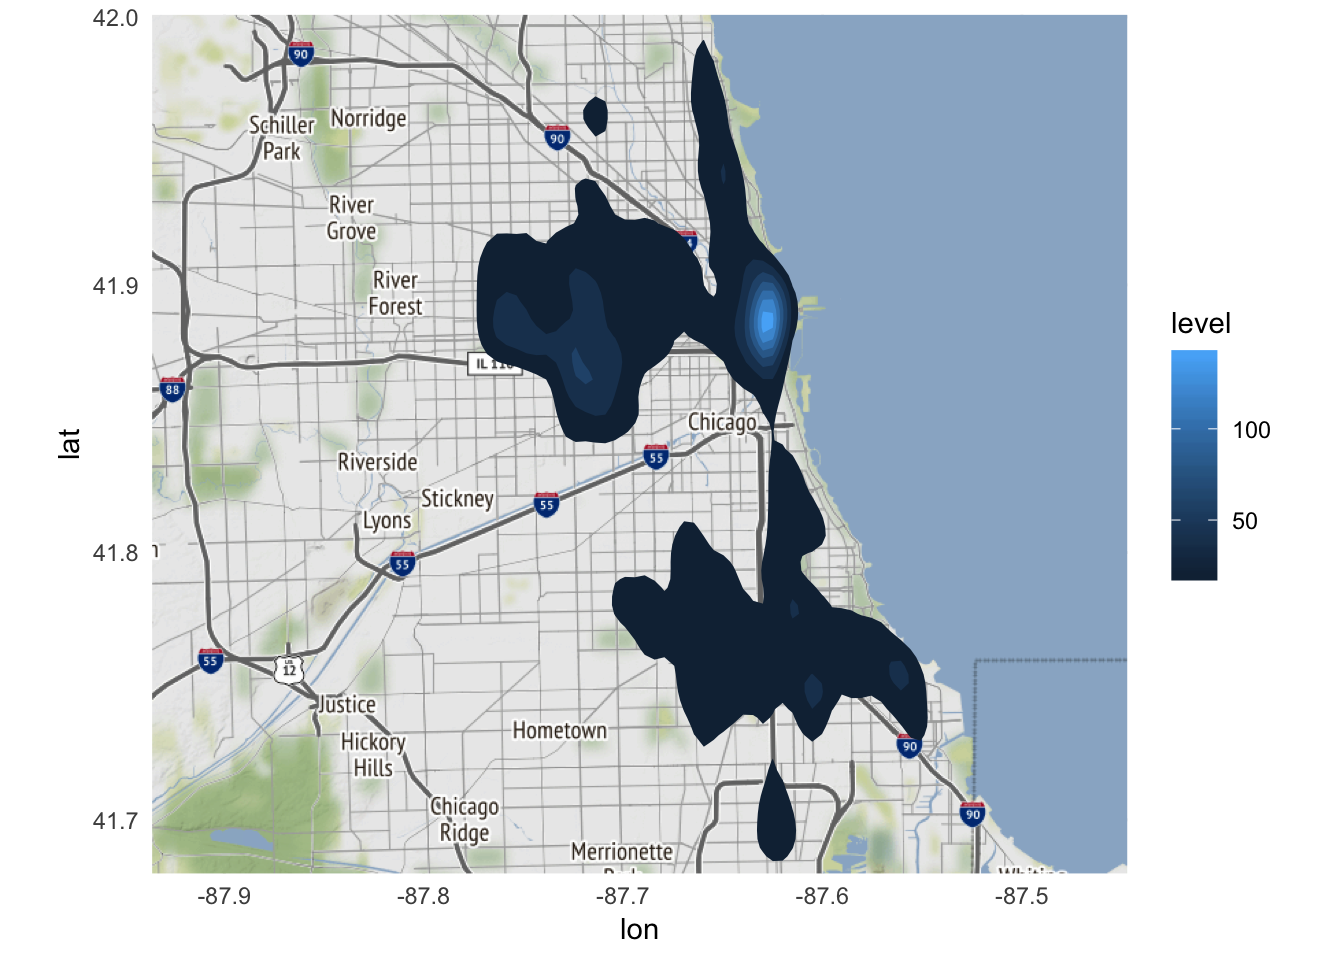 42.0
41.9
41.8
41.7
lat
90
Schiller
Park
Norridge
90
River
Grove
River
Forest
88
Chicago
55
Riverside
Stickney
55
Lyons
55
55
12
Justice
Hometown
Hickory
Hills
90
Chicago
Ridge
90
Merrionette
-87.9
-87.8
-87.7
-87.6
-87.5
lon
level
100
50